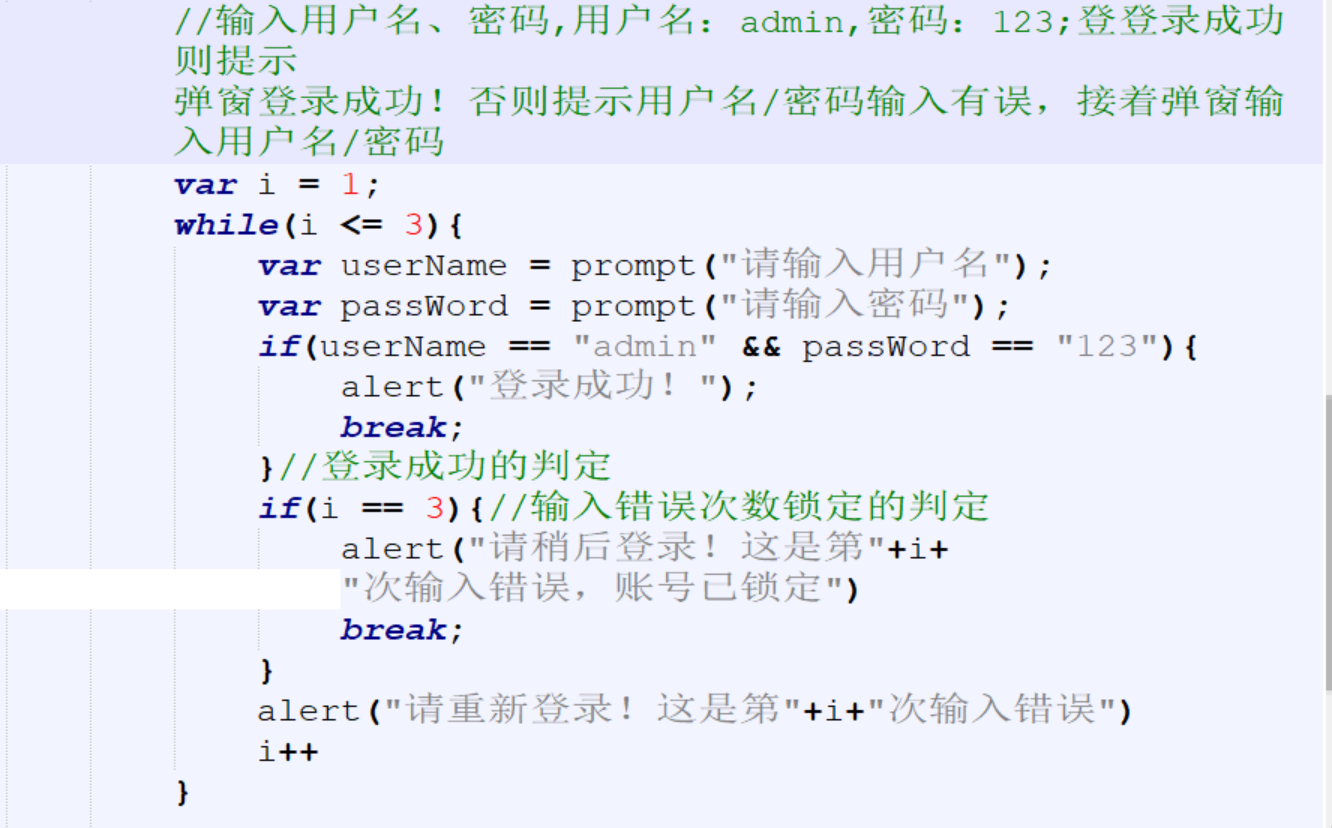 //输入用户名、密码,用户名：admin,密码：123;登登录成功
则提示
弹窗登录成功！否则提示用户名/密码输入有误，接着弹窗输
入用户名/密码
var i = 1;
while(i <= 3){
var userName = prompt("请输入用户名");
var passWord = prompt("请输入密码");
if(userName == "admin" && passWord == "123"){
alert("登录成功！");
break;
}//登录成功的判定
if(i == 3){//输入错误次数锁定的判定
alert("请稍后登录！这是第"+i+
"次输入错误，账号已锁定")
break;
}
alert("请重新登录！这是第"+i+"次输入错误")
i++
}